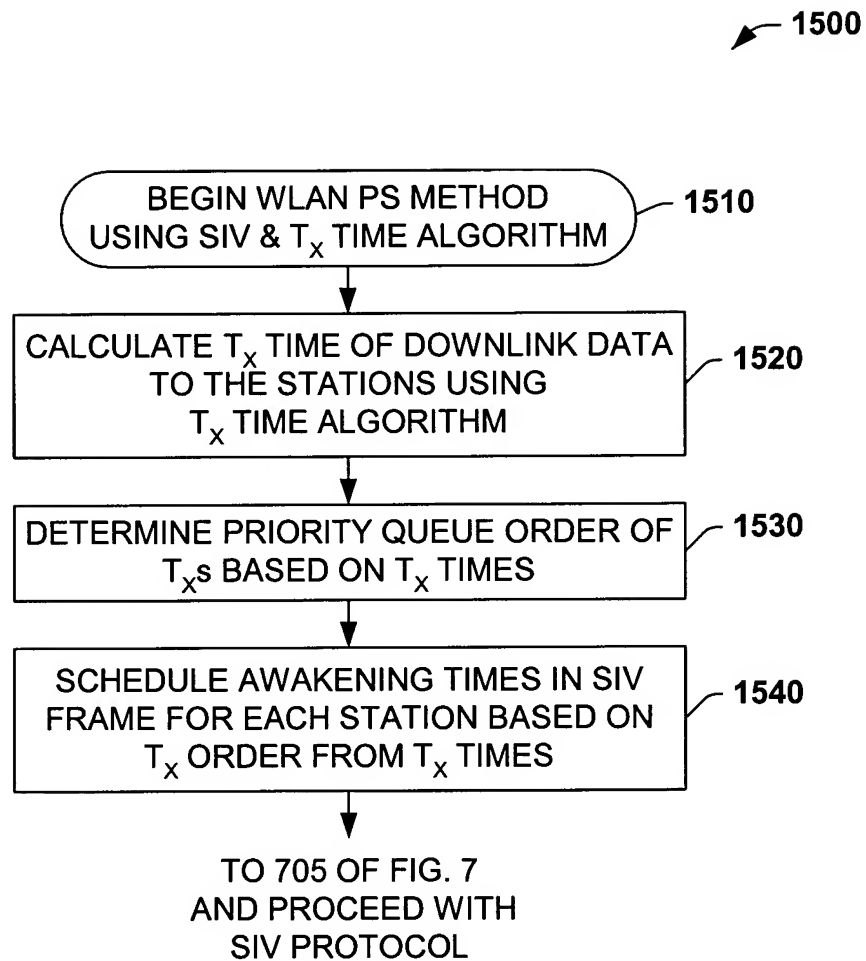 1500
BEGIN WLAN PS METHOD
USING SIV & TX TIME ALGORITHM
1510
CALCULATE TX TIME OF DOWNLINK DATA
TO THE STATIONS USING
TX TIME ALGORITHM
1520
DETERMINE PRIORITY QUEUE ORDER OF
TXs BASED ON TX TIMES
1530
SCHEDULE AWAKENING TIMES IN SIV
FRAME FOR EACH STATION BASED ON
TX ORDER FROM TX TIMES
1540
TO 705 OF FIG. 7
AND PROCEED WITH
SIV PROTOCOL